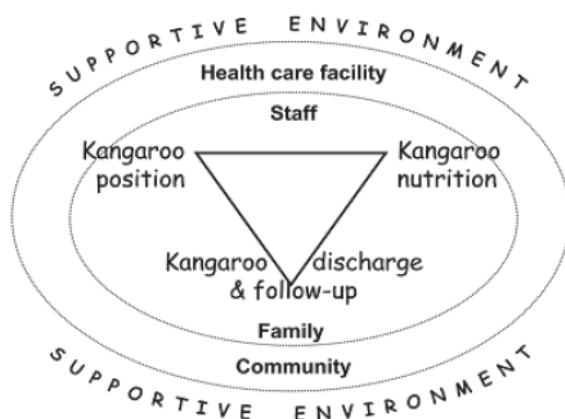 SUPPORTIVE ENVIRONMENT
Health care facility
Staff
Kangaroo position
Kangaroo nutrition
Kangaroo discharge
& follow-up
Family
Community
SUPPORTIVE ENVIRONMENT